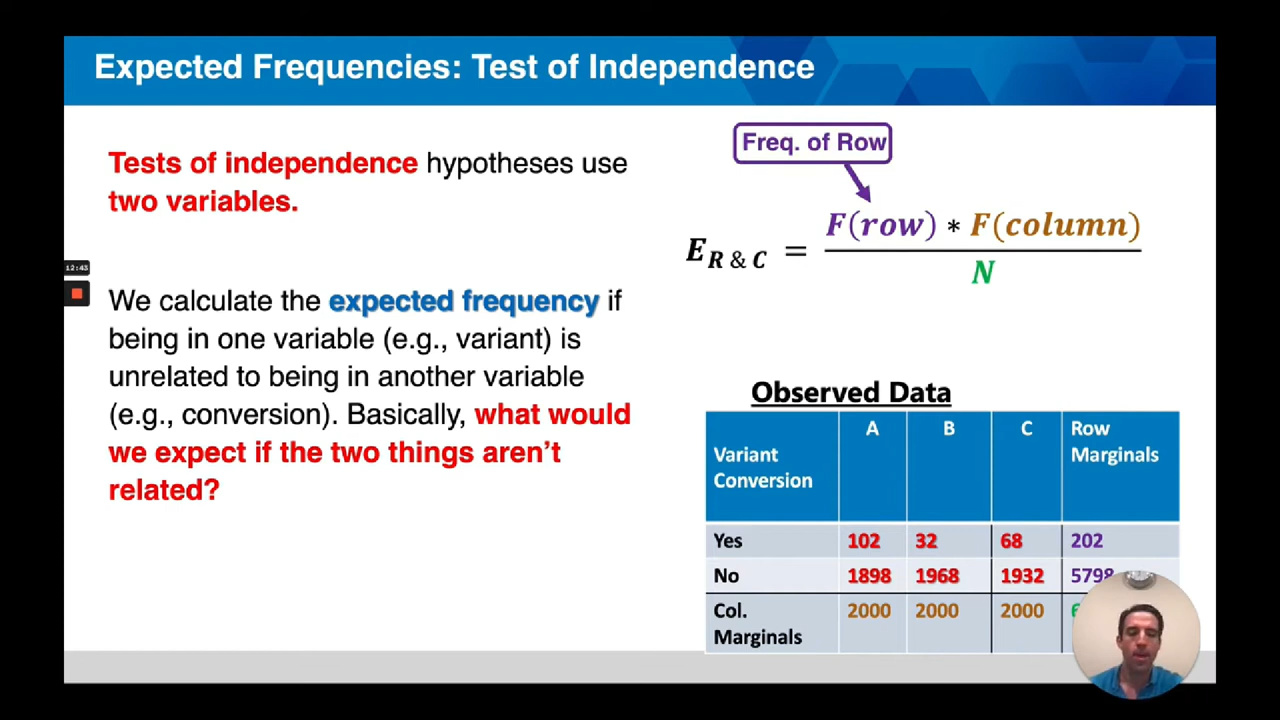 Expected Frequencies: Test of Independence
Tests of independence hypotheses use
two variables.
12:43
We calculate the expected frequency if
being in one variable (e.g., variant) is
unrelated to being in another variable
(e.g., conversion). Basically, what would
we expect if the two things aren't
related?
Freq. of Row
E R & C = F(row) * F(column)
N
Observed Data
Variant Conversion A B C Row Marginals
Yes 102 32 68 202
No 1898 1968 1932 5798
Col. Marginals 2000 2000 2000